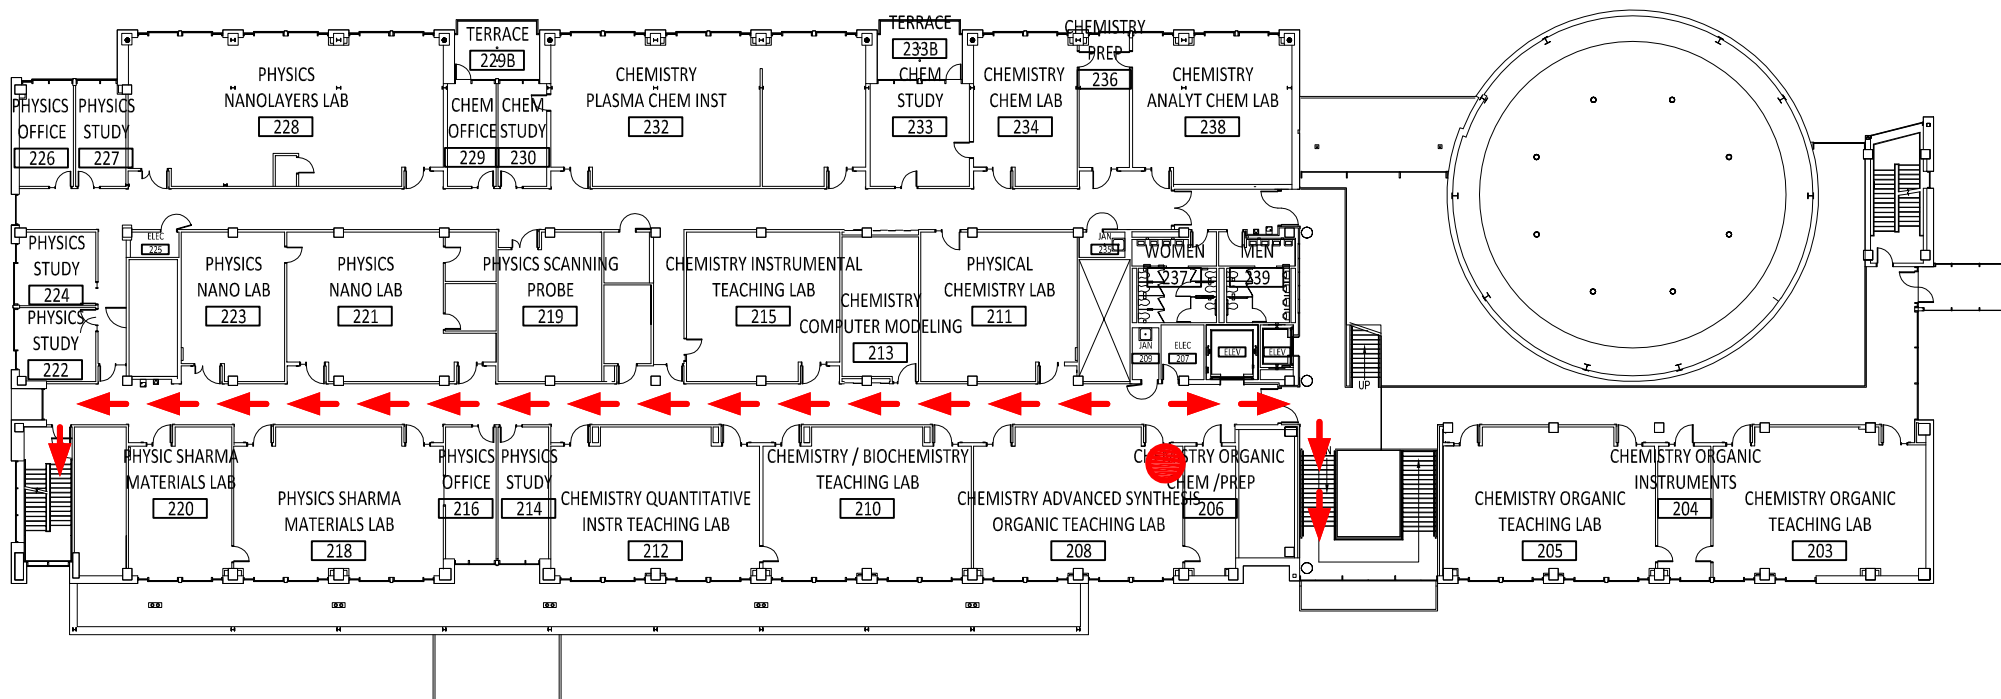 TERRACE
229B
TERRACE
233B
CHEMISTRY
PREP
236
PHYSICS
OFFICE
226
PHYSICS
STUDY
227
PHYSICS
NANOLAYERS LAB
228
CHEM
OFFICE
229
CHEM
STUDY
230
CHEMISTRY
PLASMA CHEM INST
232
CHEM
STUDY
233
CHEMISTRY
CHEM LAB
234
CHEMISTRY
ANALYT CHEM LAB
238
PHYSICS
STUDY
224
PHYSICS
STUDY
222
ELEC
225
PHYSICS
NANO LAB
223
PHYSICS
NANO LAB
221
PHYSICS SCANNING
PROBE
219
CHEMISTRY INSTRUMENTAL
TEACHING LAB
215
CHEMISTRY
COMPUTER MODELING
213
PHYSICAL
CHEMISTRY LAB
211
JAN
235
WOMEN
237
MEN
239
JAN
209
ELEC
207
ELEV
ELEV
UP
PHYSIC SHARMA
MATERIALS LAB
220
PHYSICS SHARMA
MATERIALS LAB
218
PHYSICS
OFFICE
216
PHYSICS
STUDY
214
CHEMISTRY QUANTITATIVE
INSTR TEACHING LAB
212
CHEMISTRY / BIOCHEMISTRY
TEACHING LAB
210
CHEMISTRY ADVANCED SYNTHESIS
ORGANIC TEACHING LAB
208
CHEMISTRY ORGANIC
CHEM /PREP
206
CHEMISTRY ORGANIC
TEACHING LAB
205
CHEMISTRY ORGANIC
INSTRUMENTS
204
CHEMISTRY ORGANIC
TEACHING LAB
203